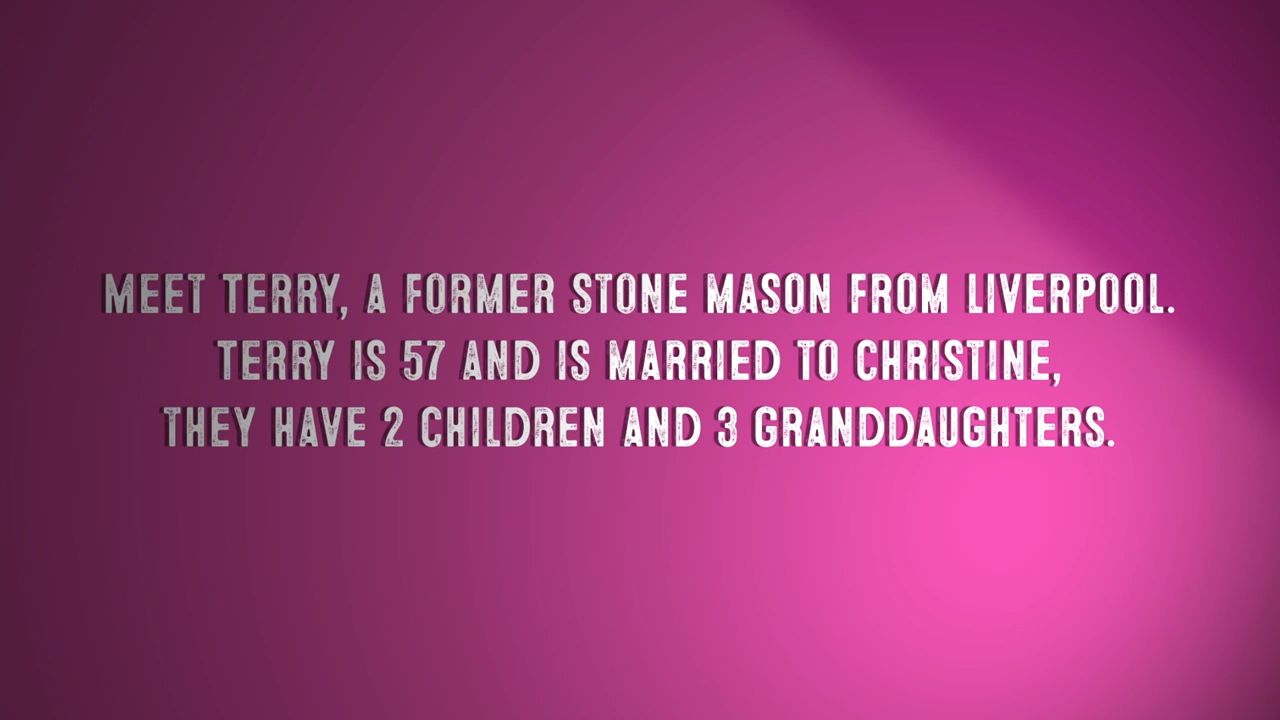 MEET TERRY, A FORMER STONE MASON FROM LIVERPOOL.
TERRY IS 57 AND IS MARRIED TO CHRISTINE,
THEY HAVE 2 CHILDREN AND 3 GRANDDAUGHTERS.